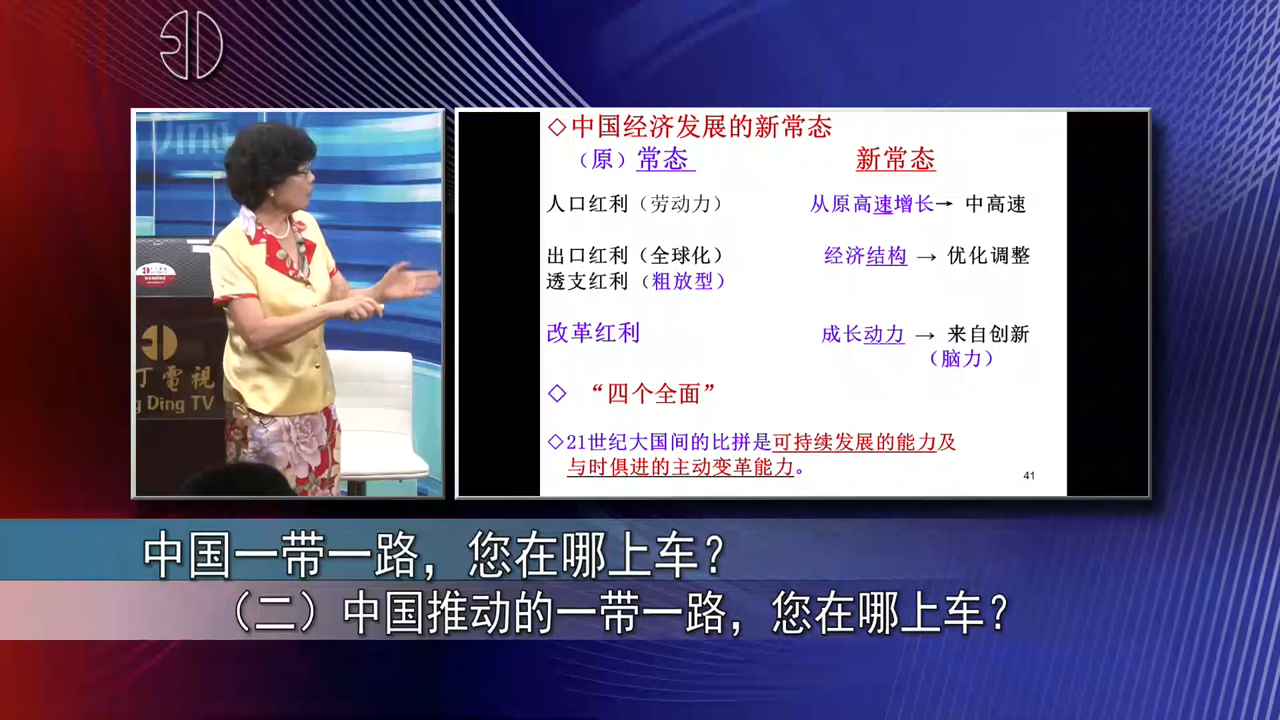 Ding TV
丁電視
g Ding TV
◇中国经济发展的新常态
（原）常态 新常态
人口红利（劳动力） 从原高速增长→ 中高速
出口红利（全球化） 经济结构 → 优化调整
透支红利（粗放型）
改革红利 成长动力 → 来自创新
（脑力）
◇ “四个全面”
◇21世纪大国间的比拼是可持续发展的能力及
与时俱进的主动变革能力。
41
中国一带一路，您在哪上车？
（二）中国推动的一带一路，您在哪上车？